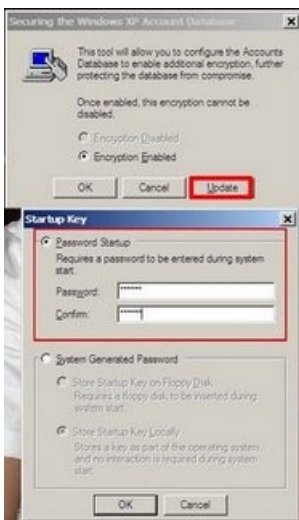 Securing the Windows XP Account Database
This tool will allow you to configure the Accounts
Database to enable additional encryption, further
protecting the database from compromise.
Once enabled, this encryption cannot be
disabled.
Encryption Disabled
Encryption Enabled
OK Cancel Update
Startup Key
Password Startup
Requires a password to be entered during system
start.
Password: ******
Confirm: ******
System Generated Password
Store Startup Key on Floppy Disk
Requires a floppy disk to be inserted during
system start.
Store Startup Key Locally
Stores a key as part of the operating system,
and no interaction is required during system
start.
OK Cancel